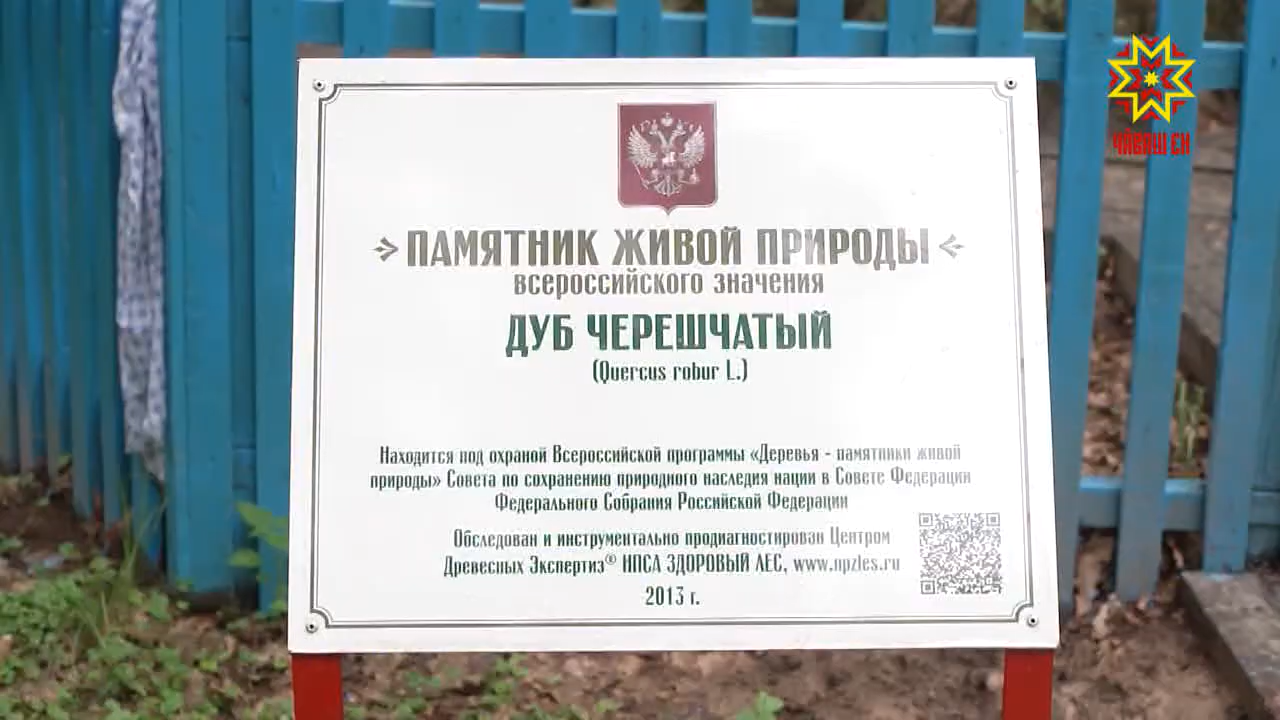 ЧӐВАШ ЕН
ПАМЯТНИК ЖИВОЙ ПРИРОДЫ
всероссийского значения
ДУБ ЧЕРЕШЧАТЫЙ
(Quercus robur L.)
Находится под охраной Всероссийской программы «Деревья - памятники живой
природы» Совета по сохранению природного наследия нации в Совете Федерации
Федерального Собрания Российской Федерации
Обследован и инструментально продиагностирован Центром
Древесных Экспертиз® НПСА ЗДОРОВЫЙ ЛЕС, www.npzles.ru
2013 г.